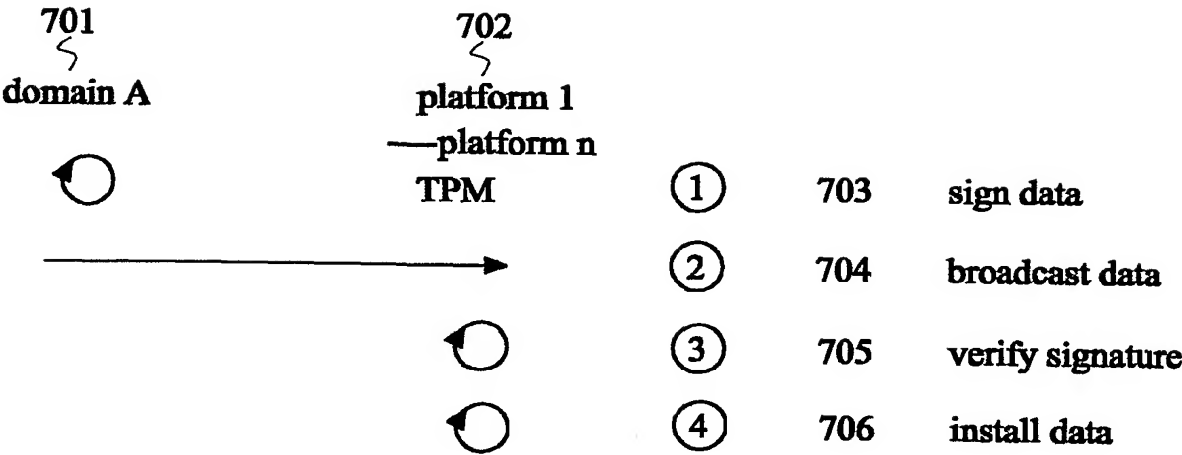 701 702
domain A platform 1
—platform n
TPM ① 703 sign data
② 704 broadcast data
③ 705 verify signature
④ 706 install data